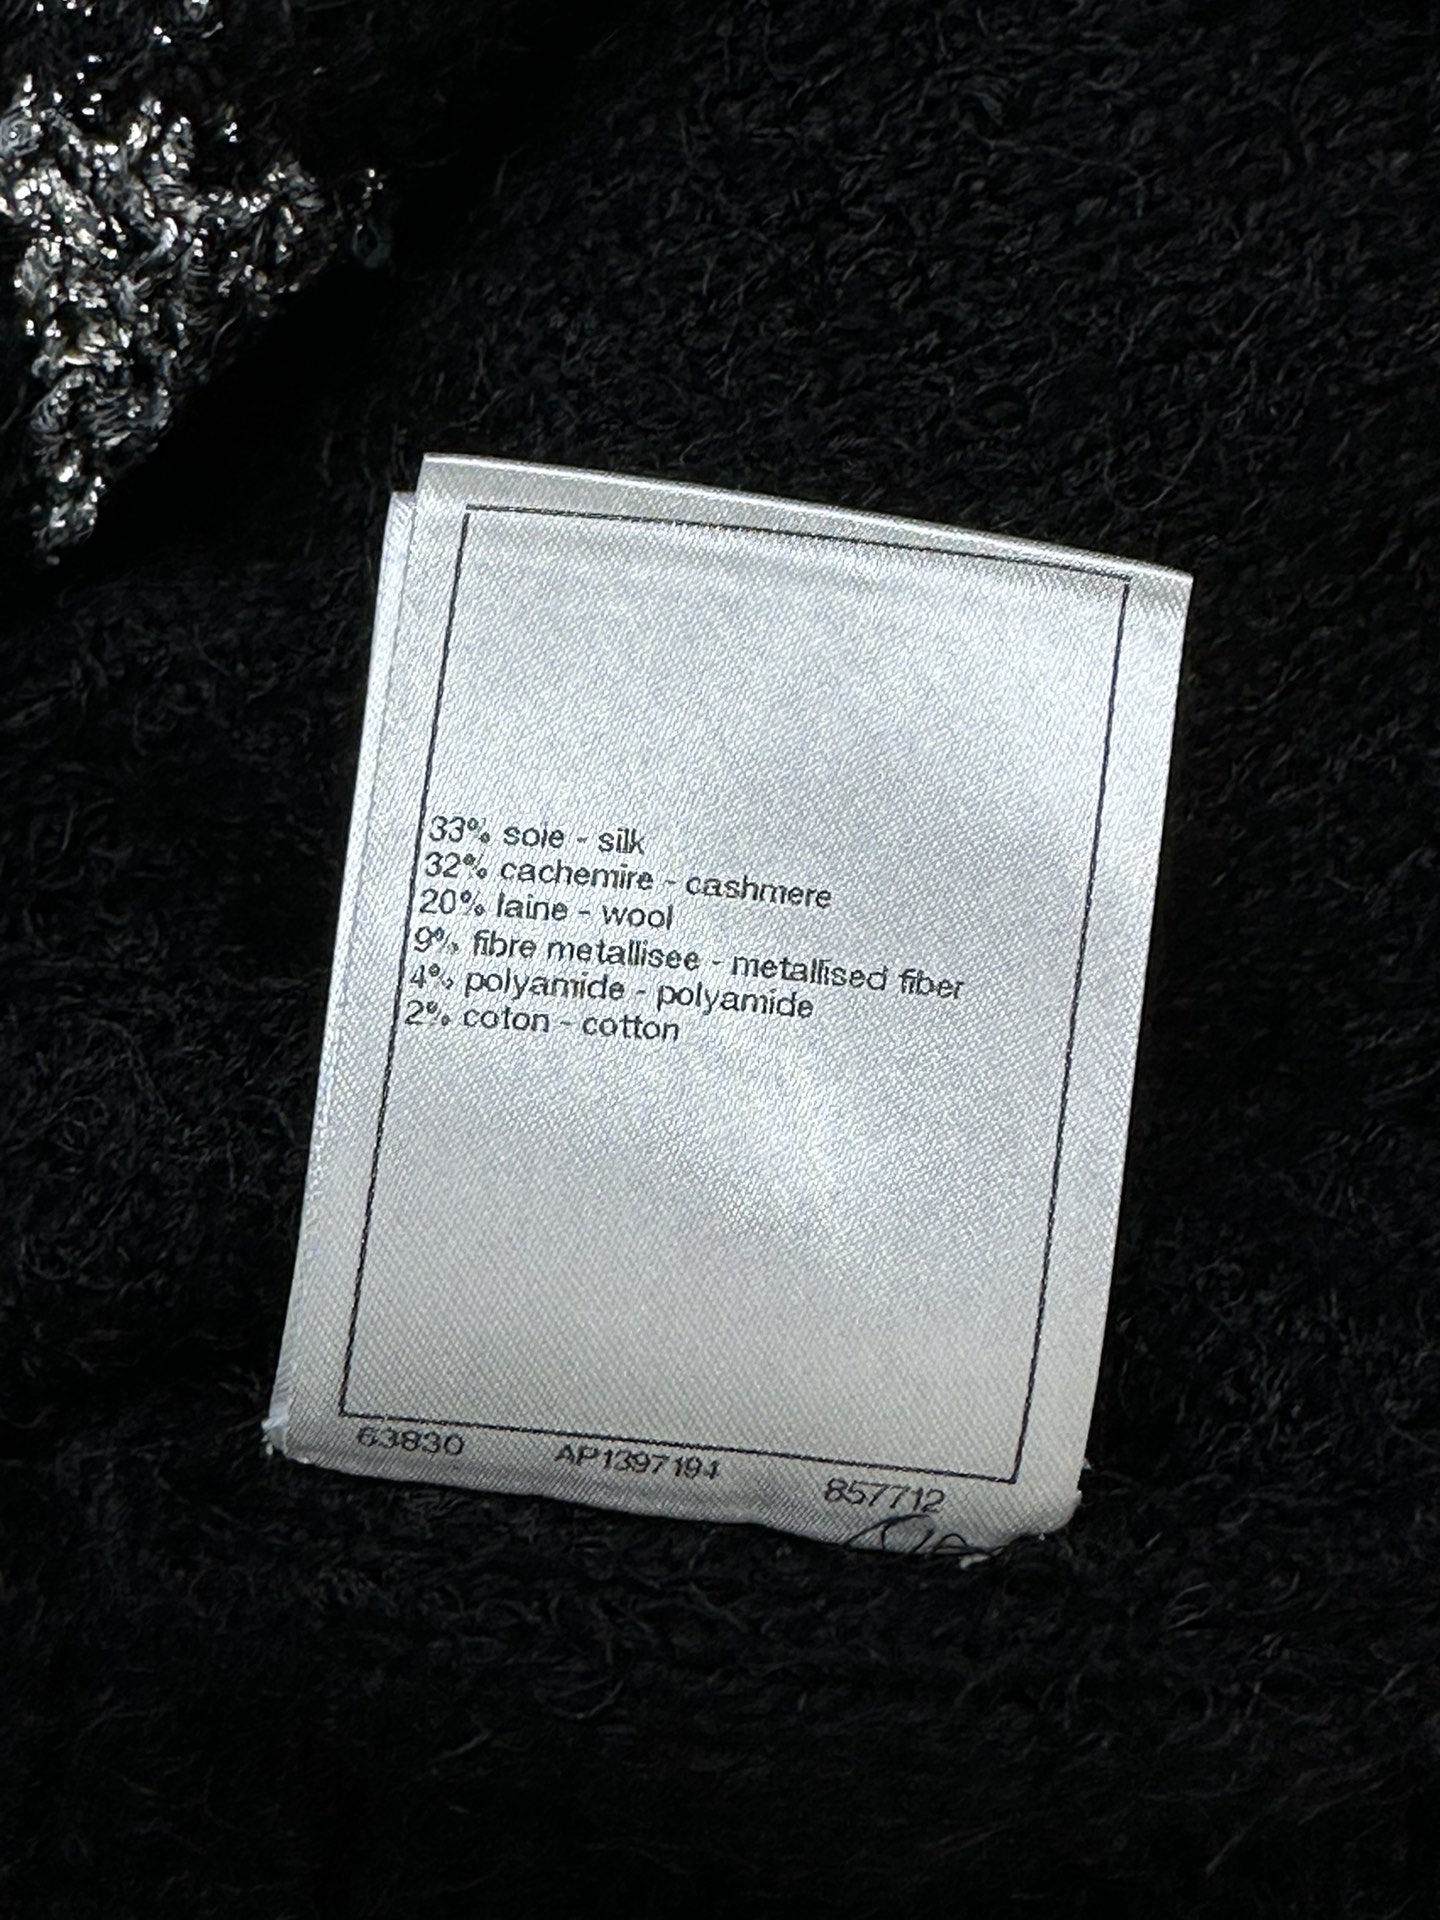 33% soie - silk
32% cachemire - cashmere
20% laine - wool
9% fibre metallisee - metallised fiber
4% polyamide - polyamide
2% coton - cotton
63830 AP1397194 857712